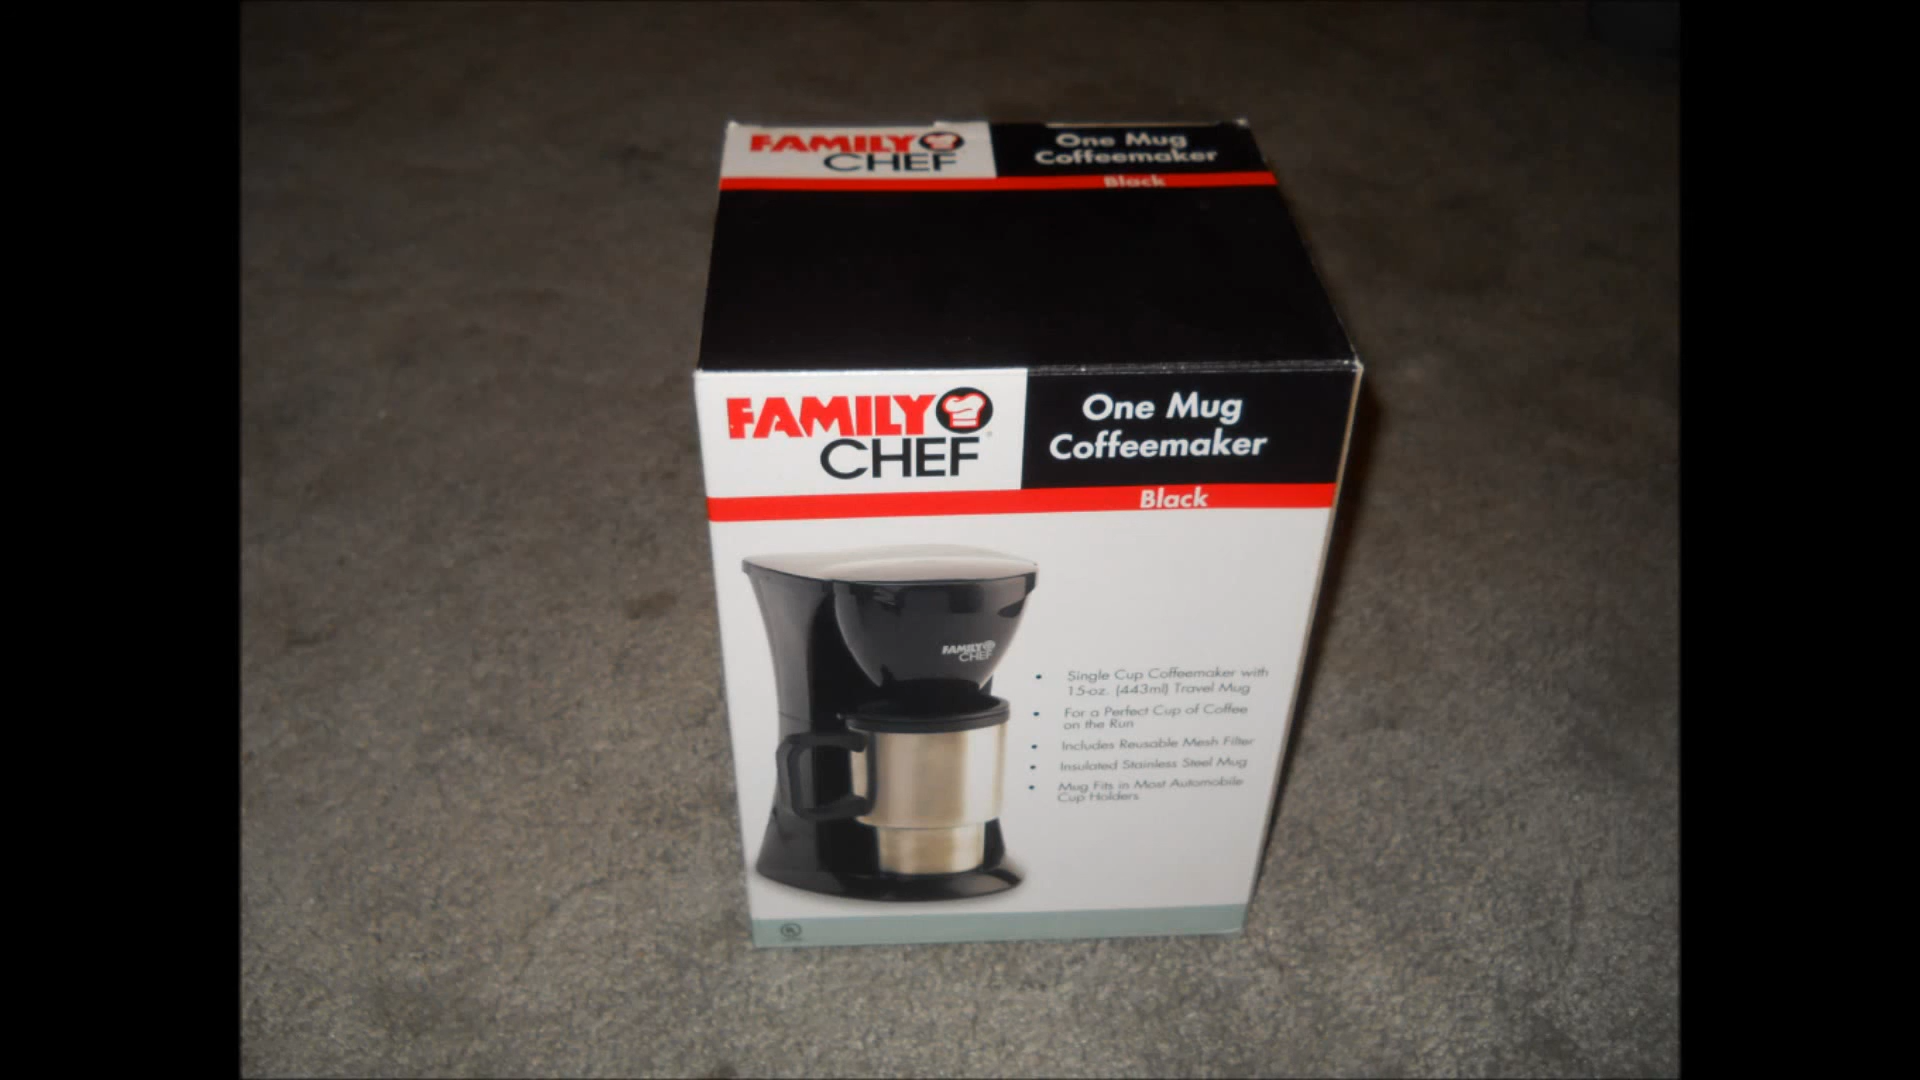 FAMILY
CHEF
One Mug
Coffeemaker
Black
FAMILY
CHEF
One Mug
Coffeemaker
Black
FAMILY
CHEF
• Single Cup Coffeemaker with
15-oz. (443ml) Travel Mug
• For a Perfect Cup of Coffee
on the Run
• Includes Reusable Mesh Filter
• Insulated Stainless Steel Mug
• Mug Fits in Most Automobile
Cup Holders
UL